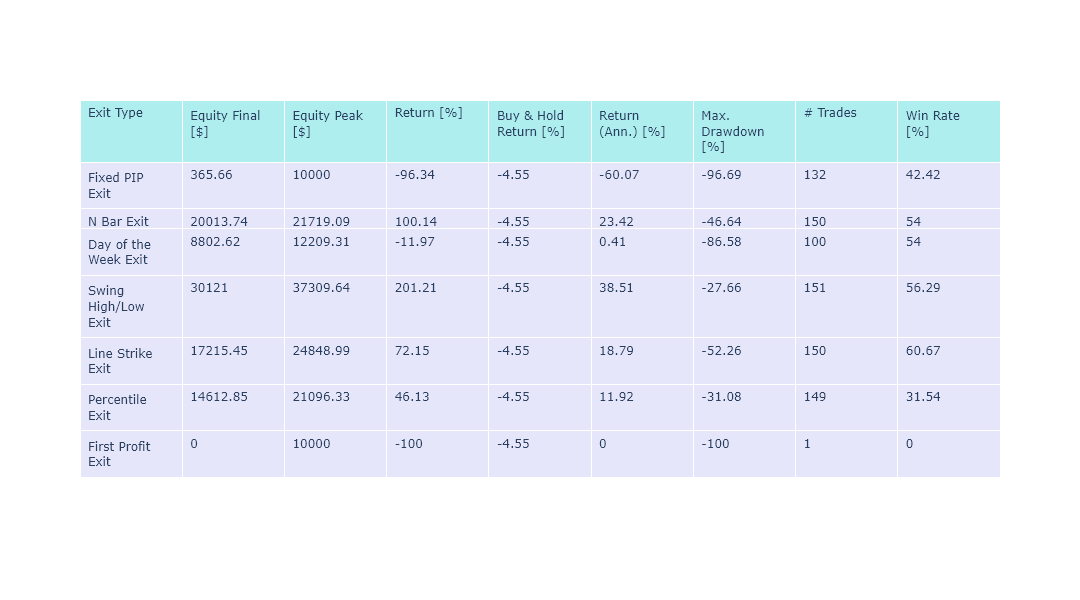 Exit Type | Equity Final [$] | Equity Peak [$] | Return [%] | Buy & Hold Return [%] | Return (Ann.) [%] | Max. Drawdown [%] | # Trades | Win Rate [%]
Fixed PIP Exit | 365.66 | 10000 | -96.34 | -4.55 | -60.07 | -96.69 | 132 | 42.42
N Bar Exit | 20013.74 | 21719.09 | 100.14 | -4.55 | 23.42 | -46.64 | 150 | 54
Day of the Week Exit | 8802.62 | 12209.31 | -11.97 | -4.55 | 0.41 | -86.58 | 100 | 54
Swing High/Low Exit | 30121 | 37309.64 | 201.21 | -4.55 | 38.51 | -27.66 | 151 | 56.29
Line Strike Exit | 17215.45 | 24848.99 | 72.15 | -4.55 | 18.79 | -52.26 | 150 | 60.67
Percentile Exit | 14612.85 | 21096.33 | 46.13 | -4.55 | 11.92 | -31.08 | 149 | 31.54
First Profit Exit | 0 | 10000 | -100 | -4.55 | 0 | -100 | 1 | 0